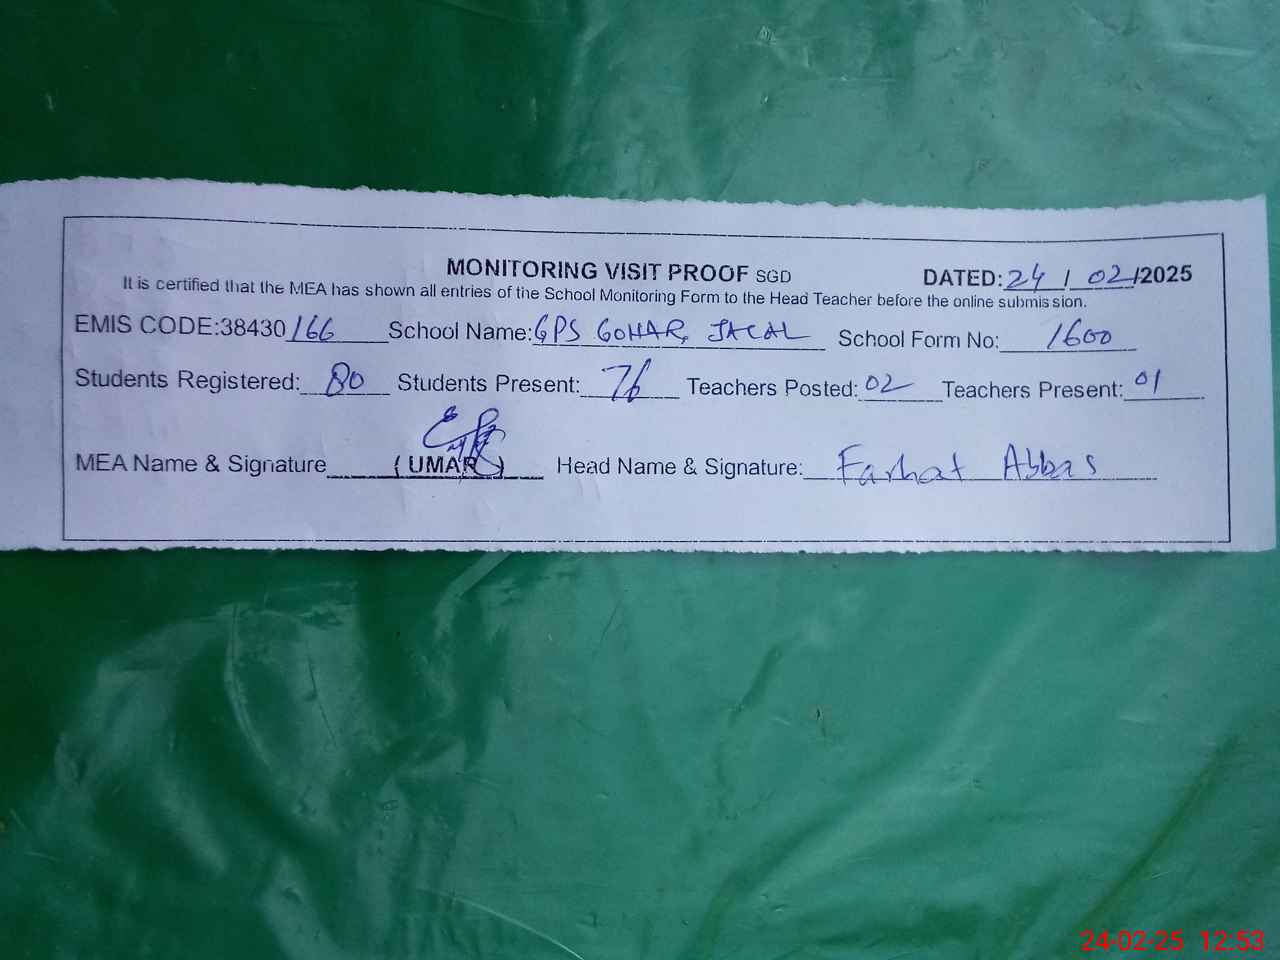 MONITORING VISIT PROOF SGD DATED: 24 / 02 /2025
It is certified that the MEA has shown all entries of the School Monitoring Form to the Head Teacher before the online submission.
EMIS CODE:38430166 School Name: GPS GOHAR JACAL School Form No: 1600
Students Registered: 80 Students Present: 76 Teachers Posted: 02 Teachers Present: 01
MEA Name & Signature (UMAR) Head Name & Signature: Farhat Abbas
24-02-25 12:53